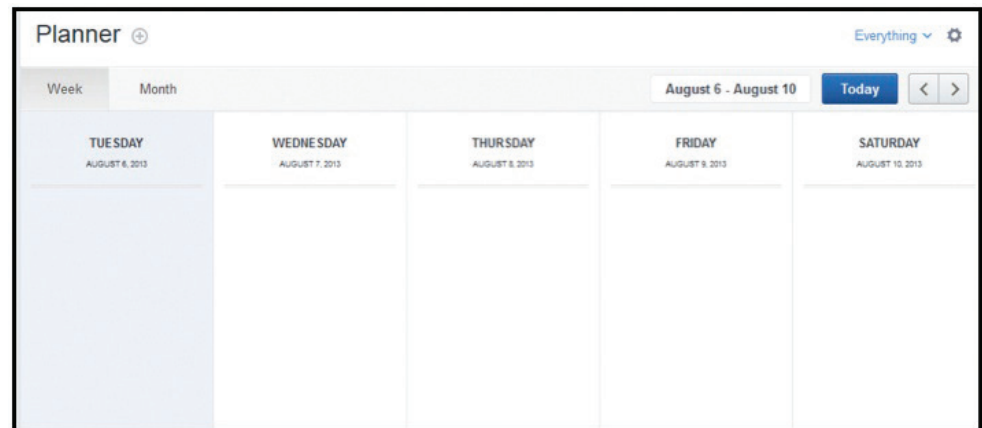 Planner
Everything
Week Month August 6 - August 10 Today
TUESDAY WEDNESDAY THURSDAY FRIDAY SATURDAY
AUGUST 6, 2013 AUGUST 7, 2013 AUGUST 8, 2013 AUGUST 9, 2013 AUGUST 10, 2013